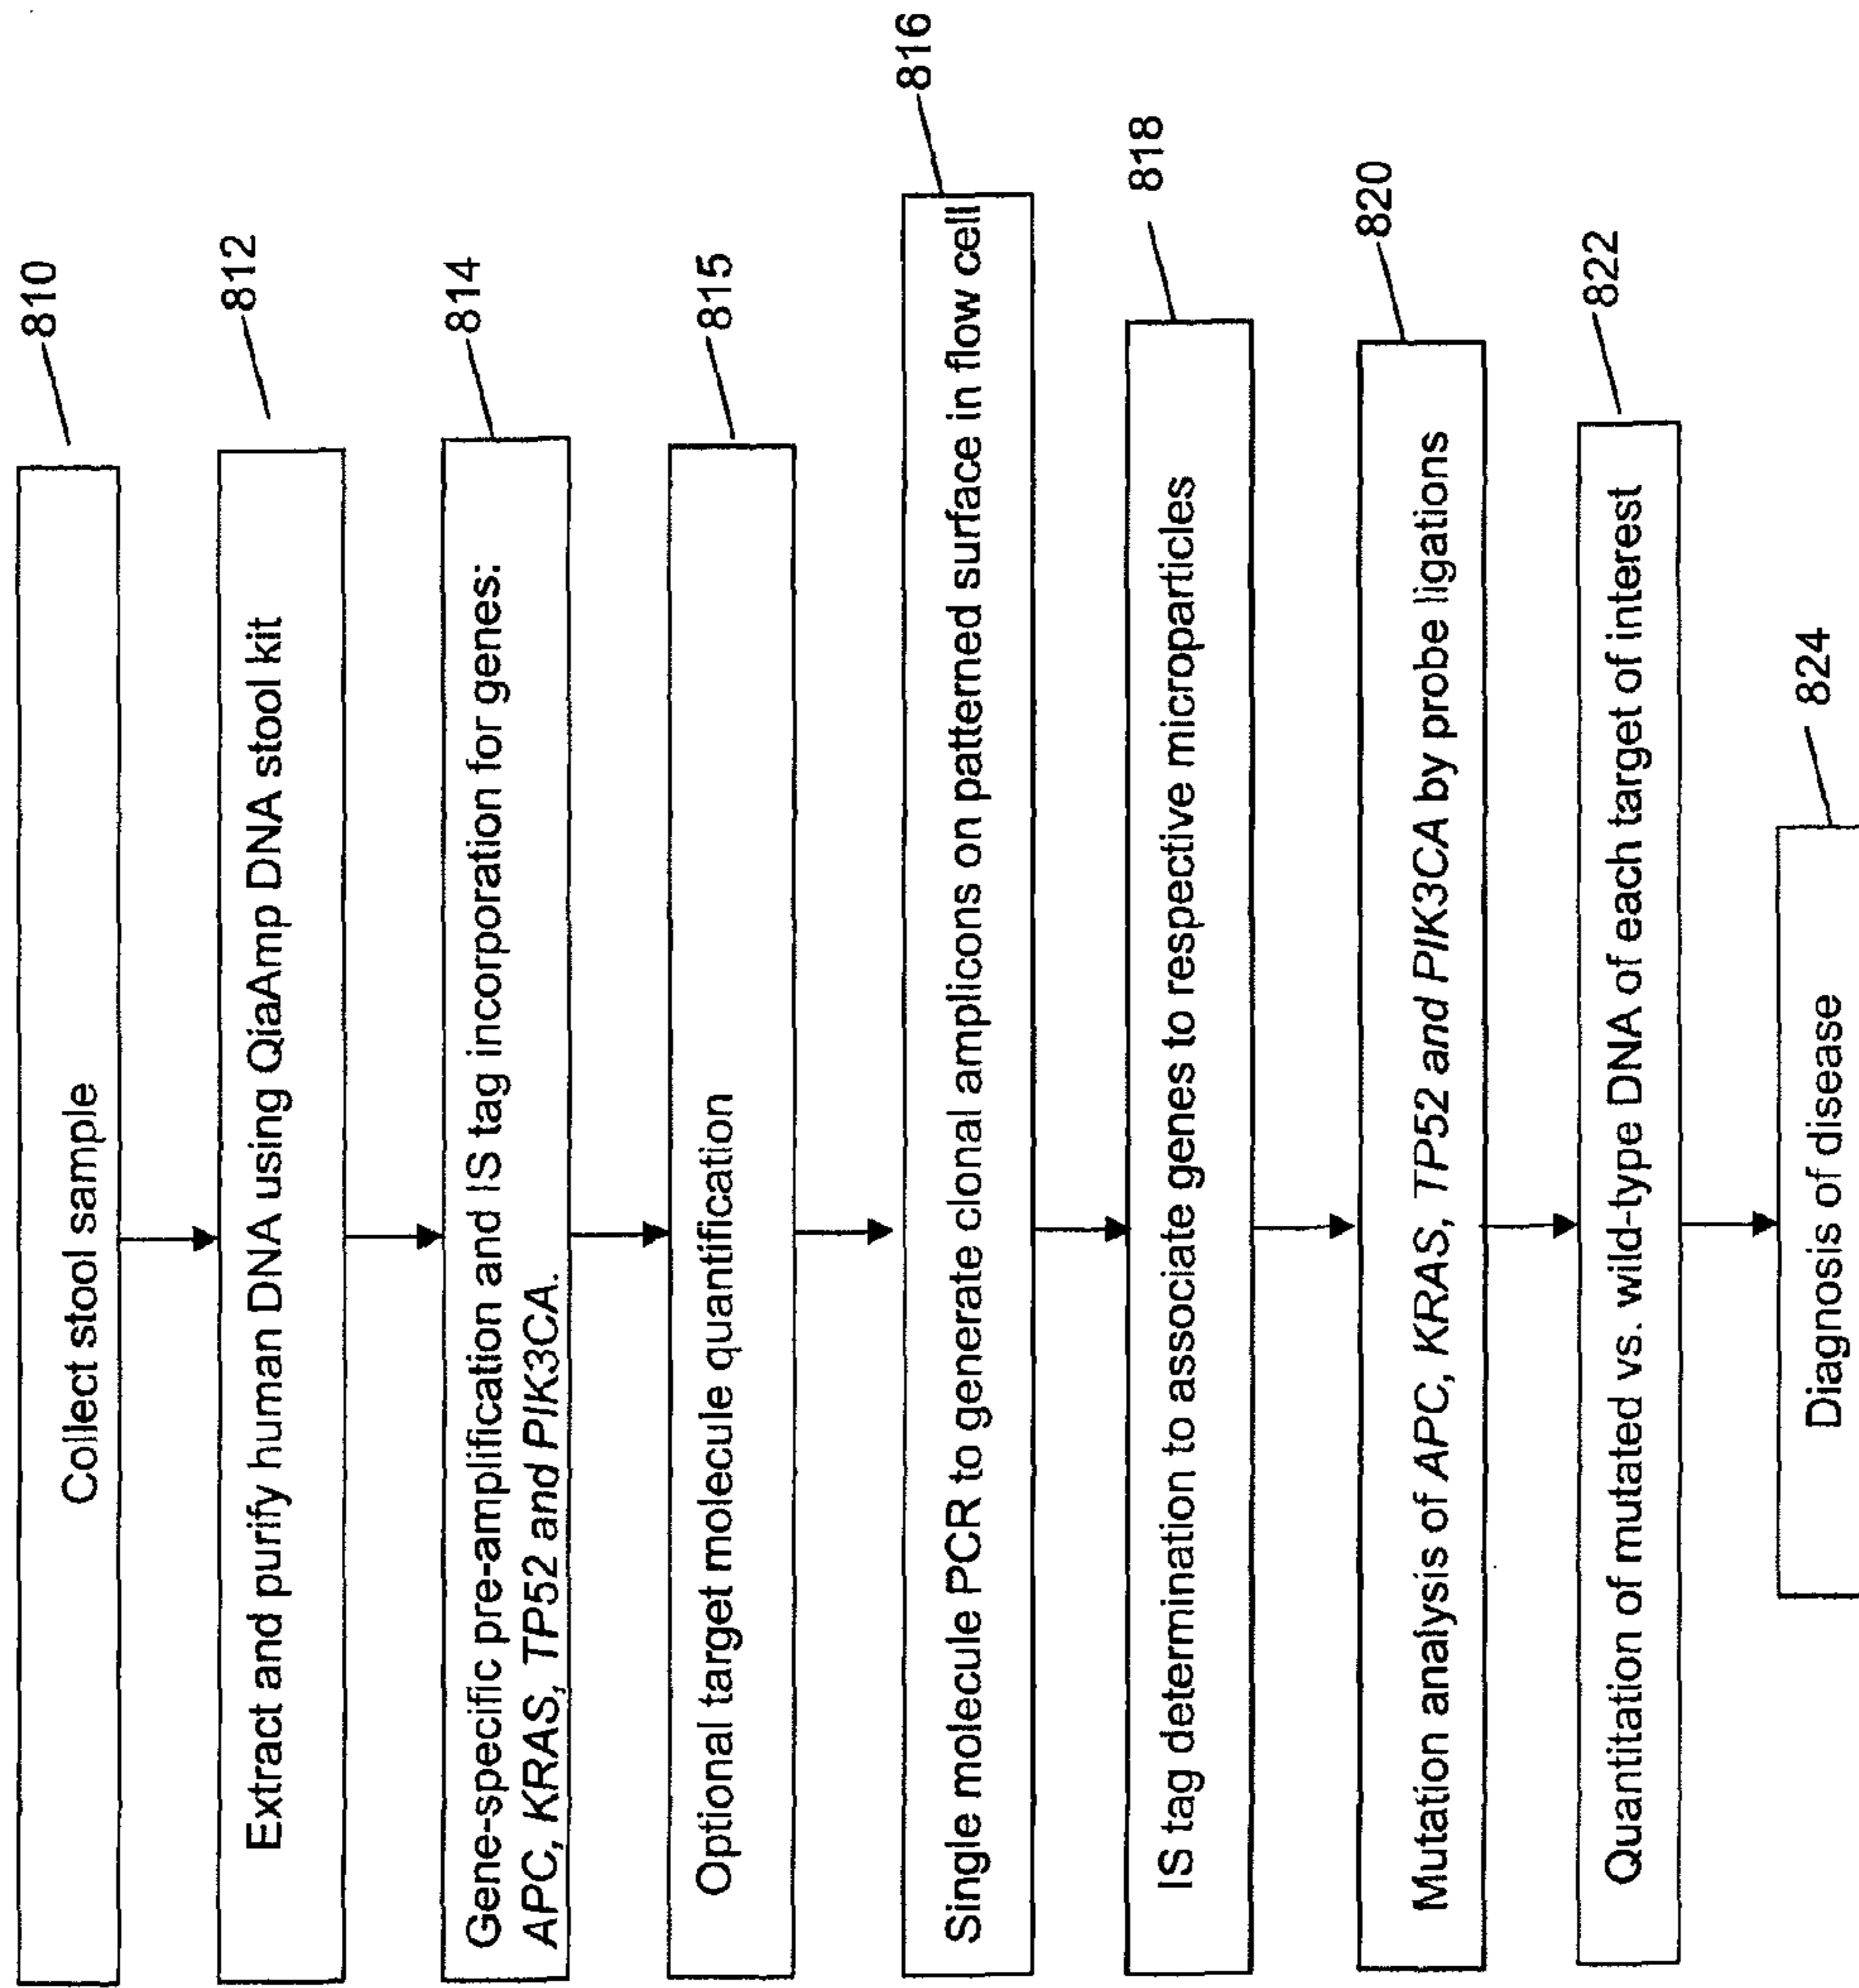 Collect stool sample
810
Extract and purify human DNA using QiaAmp DNA stool kit
812
Gene-specific pre-amplification and IS tag incorporation for genes:
APC, KRAS, TP52 and PIK3CA.
814
Optional target molecule quantification
815
Single molecule PCR to generate clonal amplicons on patterned surface in flow cell
816
IS tag determination to associate genes to respective microparticles
818
Mutation analysis of APC, KRAS, TP52 and PIK3CA by probe ligations
820
Quantitation of mutated vs. wild-type DNA of each target of interest
822
Diagnosis of disease
824